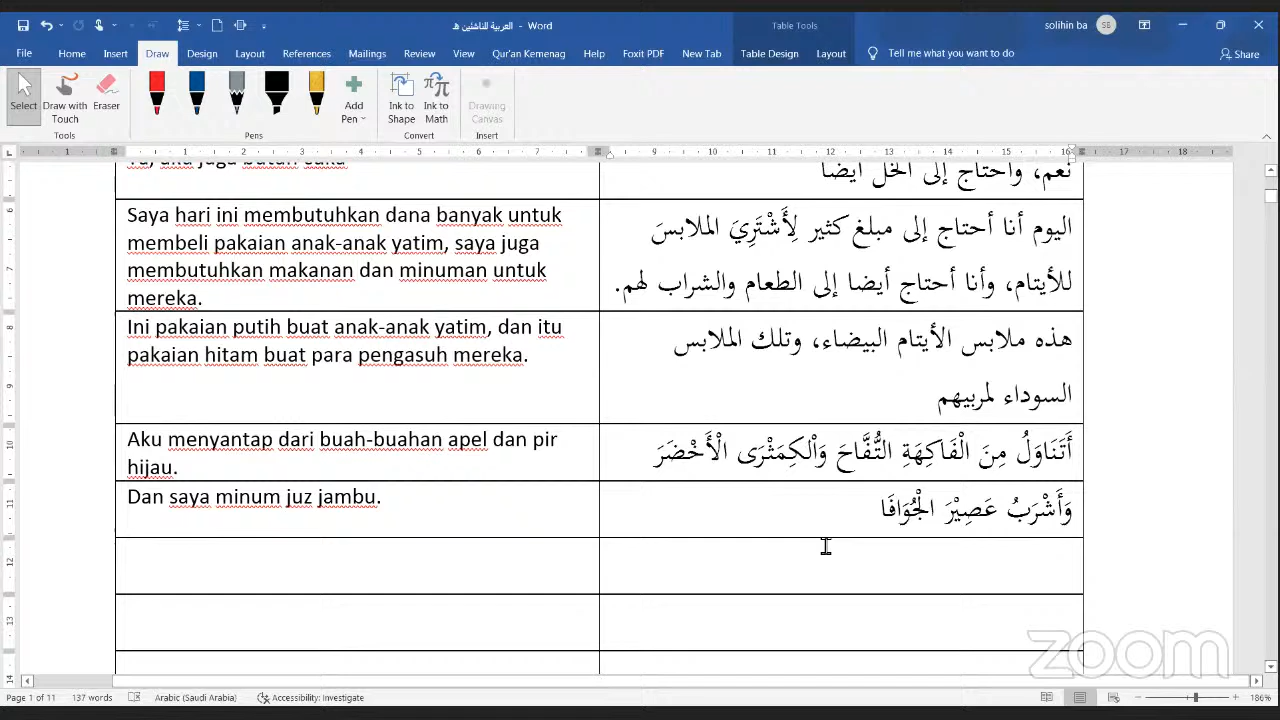 العربية للناشئين ھ - Word
Table Tools
solihin ba
SB
File Home Insert Draw Design Layout References Mailings Review View Qur'an Kemenag Help Foxit PDF New Tab Table Design Layout Tell me what you want to do
Share
Select
Draw with Touch
Eraser
Add Pen
Ink to Shape
Ink to Math
Drawing Canvas
Tools
Pens
Convert
Insert
Ya, aku juga butuh cuka
نعم، وأحتاج إلى الخل أيضا
Saya hari ini membutuhkan dana banyak untuk
membeli pakaian anak-anak yatim, saya juga
membutuhkan makanan dan minuman untuk
mereka.
اليوم أنا أحتاج إلى مبلغ كثير لِأَشْتَرِيَ الملابسَ
للأيتام، وأنا أحتاج أيضا إلى الطعام والشراب لهم.
Ini pakaian putih buat anak-anak yatim, dan itu
pakaian hitam buat para pengasuh mereka.
هذه ملابس الأيتام البيضاء، وتلك الملابس
السوداء لمربيهم
Aku menyantap dari buah-buahan apel dan pir
hijau.
أَتَنَاوَلُ مِنَ الْفَاكِهَةِ التُّفَّاحَ وَاْلكِمَثْرَى الْأَخْضَرَ
Dan saya minum juz jambu.
وَأَشْرَبُ عَصِيْرَ الْجُوَافَا
zoom
Page 1 of 11 137 words Arabic (Saudi Arabia) Accessibility: Investigate
186%